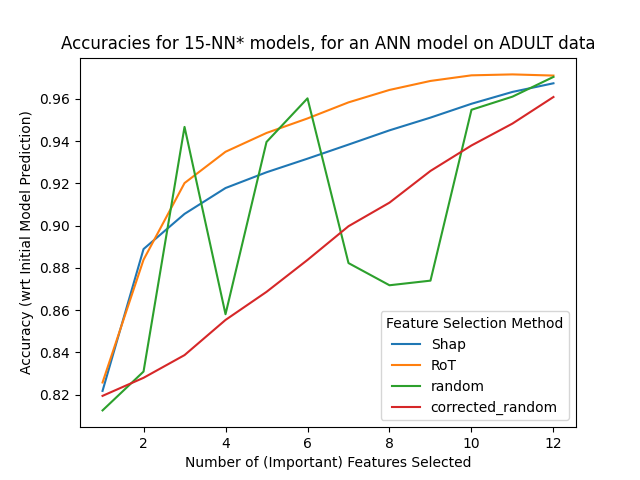 Accuracies for 15-NN* models, for an ANN model on ADULT data
Accuracy (wrt Initial Model Prediction)
0.96
0.94
0.92
0.90
0.88
0.86
0.84
0.82
Feature Selection Method
Shap
RoT
random
corrected_random
2
4
6
8
10
12
Number of (Important) Features Selected